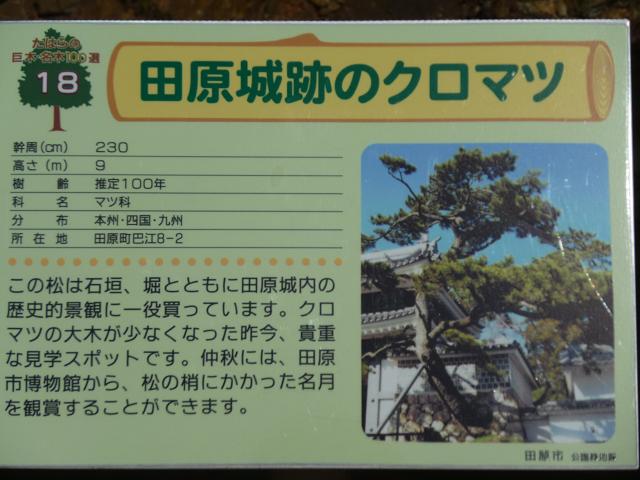 たはらの
巨木・名木100選
18
田原城跡のクロマツ
幹周(cm) 230
高さ(m) 9
樹齢 推定100年
科名 マツ科
分布 本州・四国・九州
所在地 田原町巴江8-2
この松は石垣、堀とともに田原城内の
歴史的景観に一役買っています。クロ
マツの大木が少なくなった昨今、貴重
な見学スポットです。仲秋には、田原
市博物館から、松の梢にかかった名月
を観賞することができます。
田原市